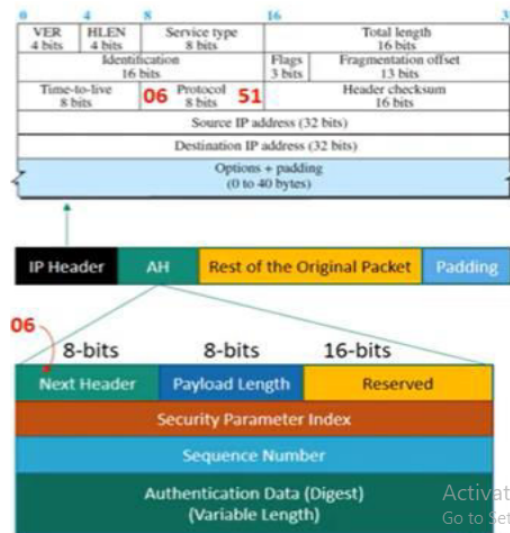 0 4 8 16 3
VER HLEN Service type Total length
4 bits 4 bits 8 bits 16 bits
Identification Flags Fragmentation offset
16 bits 3 bits 13 bits
Time-to-live 06 Protocol 51 Header checksum
8 bits 8 bits 16 bits
Source IP address (32 bits)
Destination IP address (32 bits)
Options + padding
(0 to 40 bytes)
IP Header AH Rest of the Original Packet Padding
06
8-bits 8-bits 16-bits
Next Header Payload Length Reserved
Security Parameter Index
Sequence Number
Authentication Data (Digest)
(Variable Length)
Activat
Go to Set